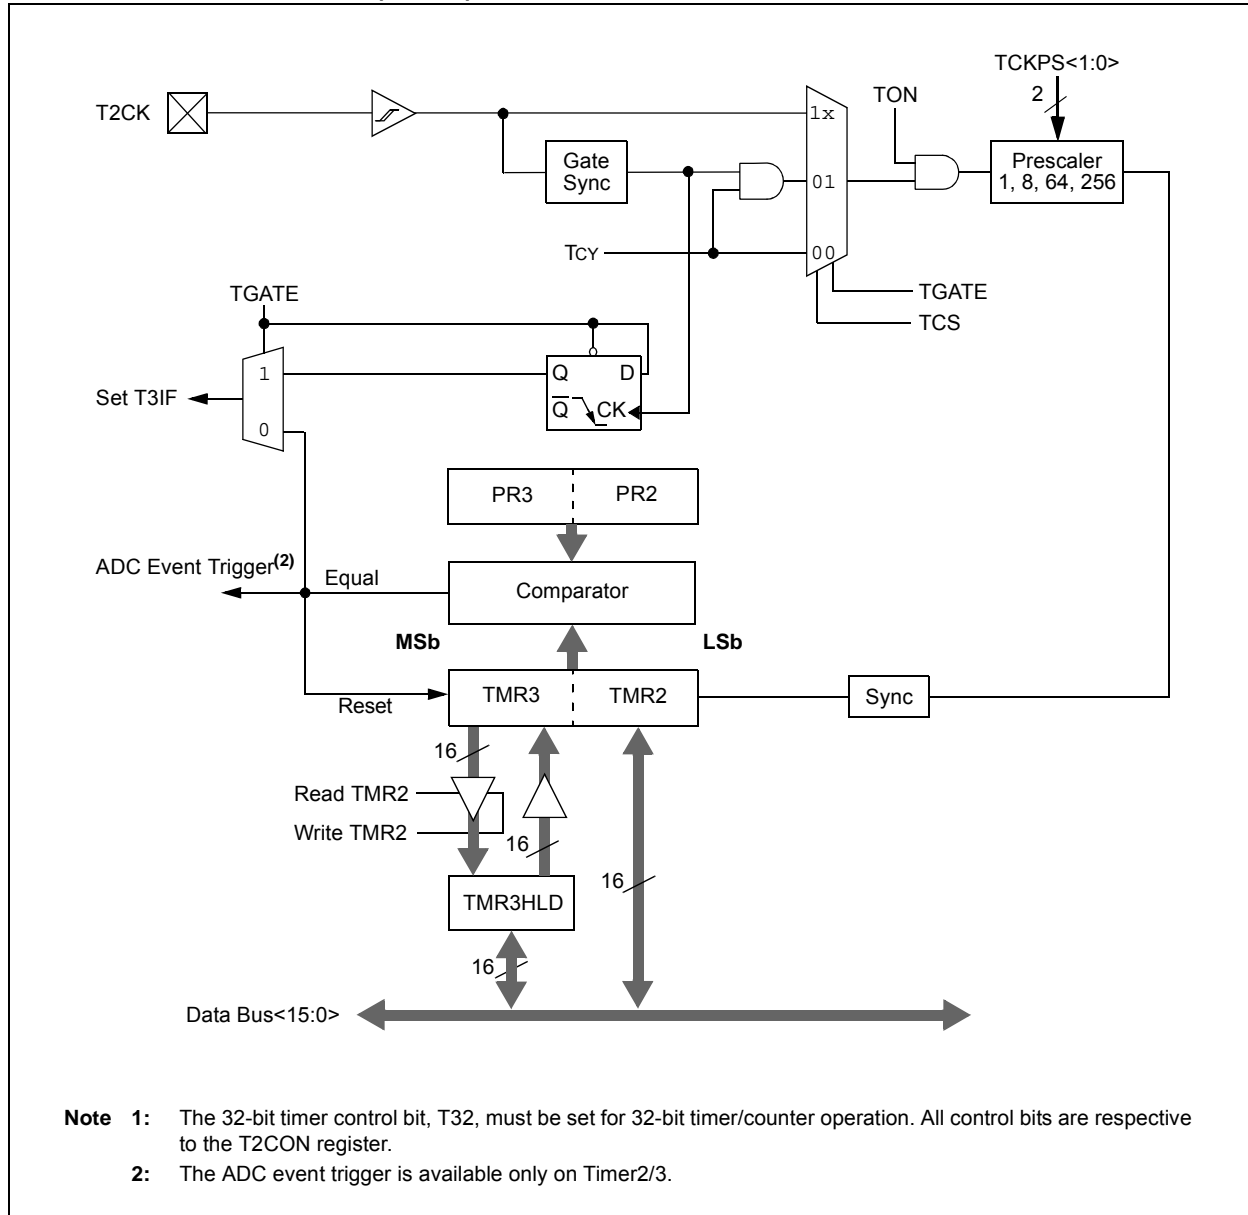 TCKPS<1:0>
2
TON
T2CK
1x
Gate
Sync
Prescaler
1, 8, 64, 256
01
TCY
00
TGATE
TCS
TGATE
1
Q
D
Set T3IF
Q
CK
0
PR3
PR2
ADC Event Trigger(2)
Equal
Comparator
MSb
LSb
TMR3
TMR2
Sync
Reset
16
Read TMR2
Write TMR2
16
16
TMR3HLD
16
Data Bus<15:0>
Note 1: The 32-bit timer control bit, T32, must be set for 32-bit timer/counter operation. All control bits are respective
to the T2CON register.
2: The ADC event trigger is available only on Timer2/3.